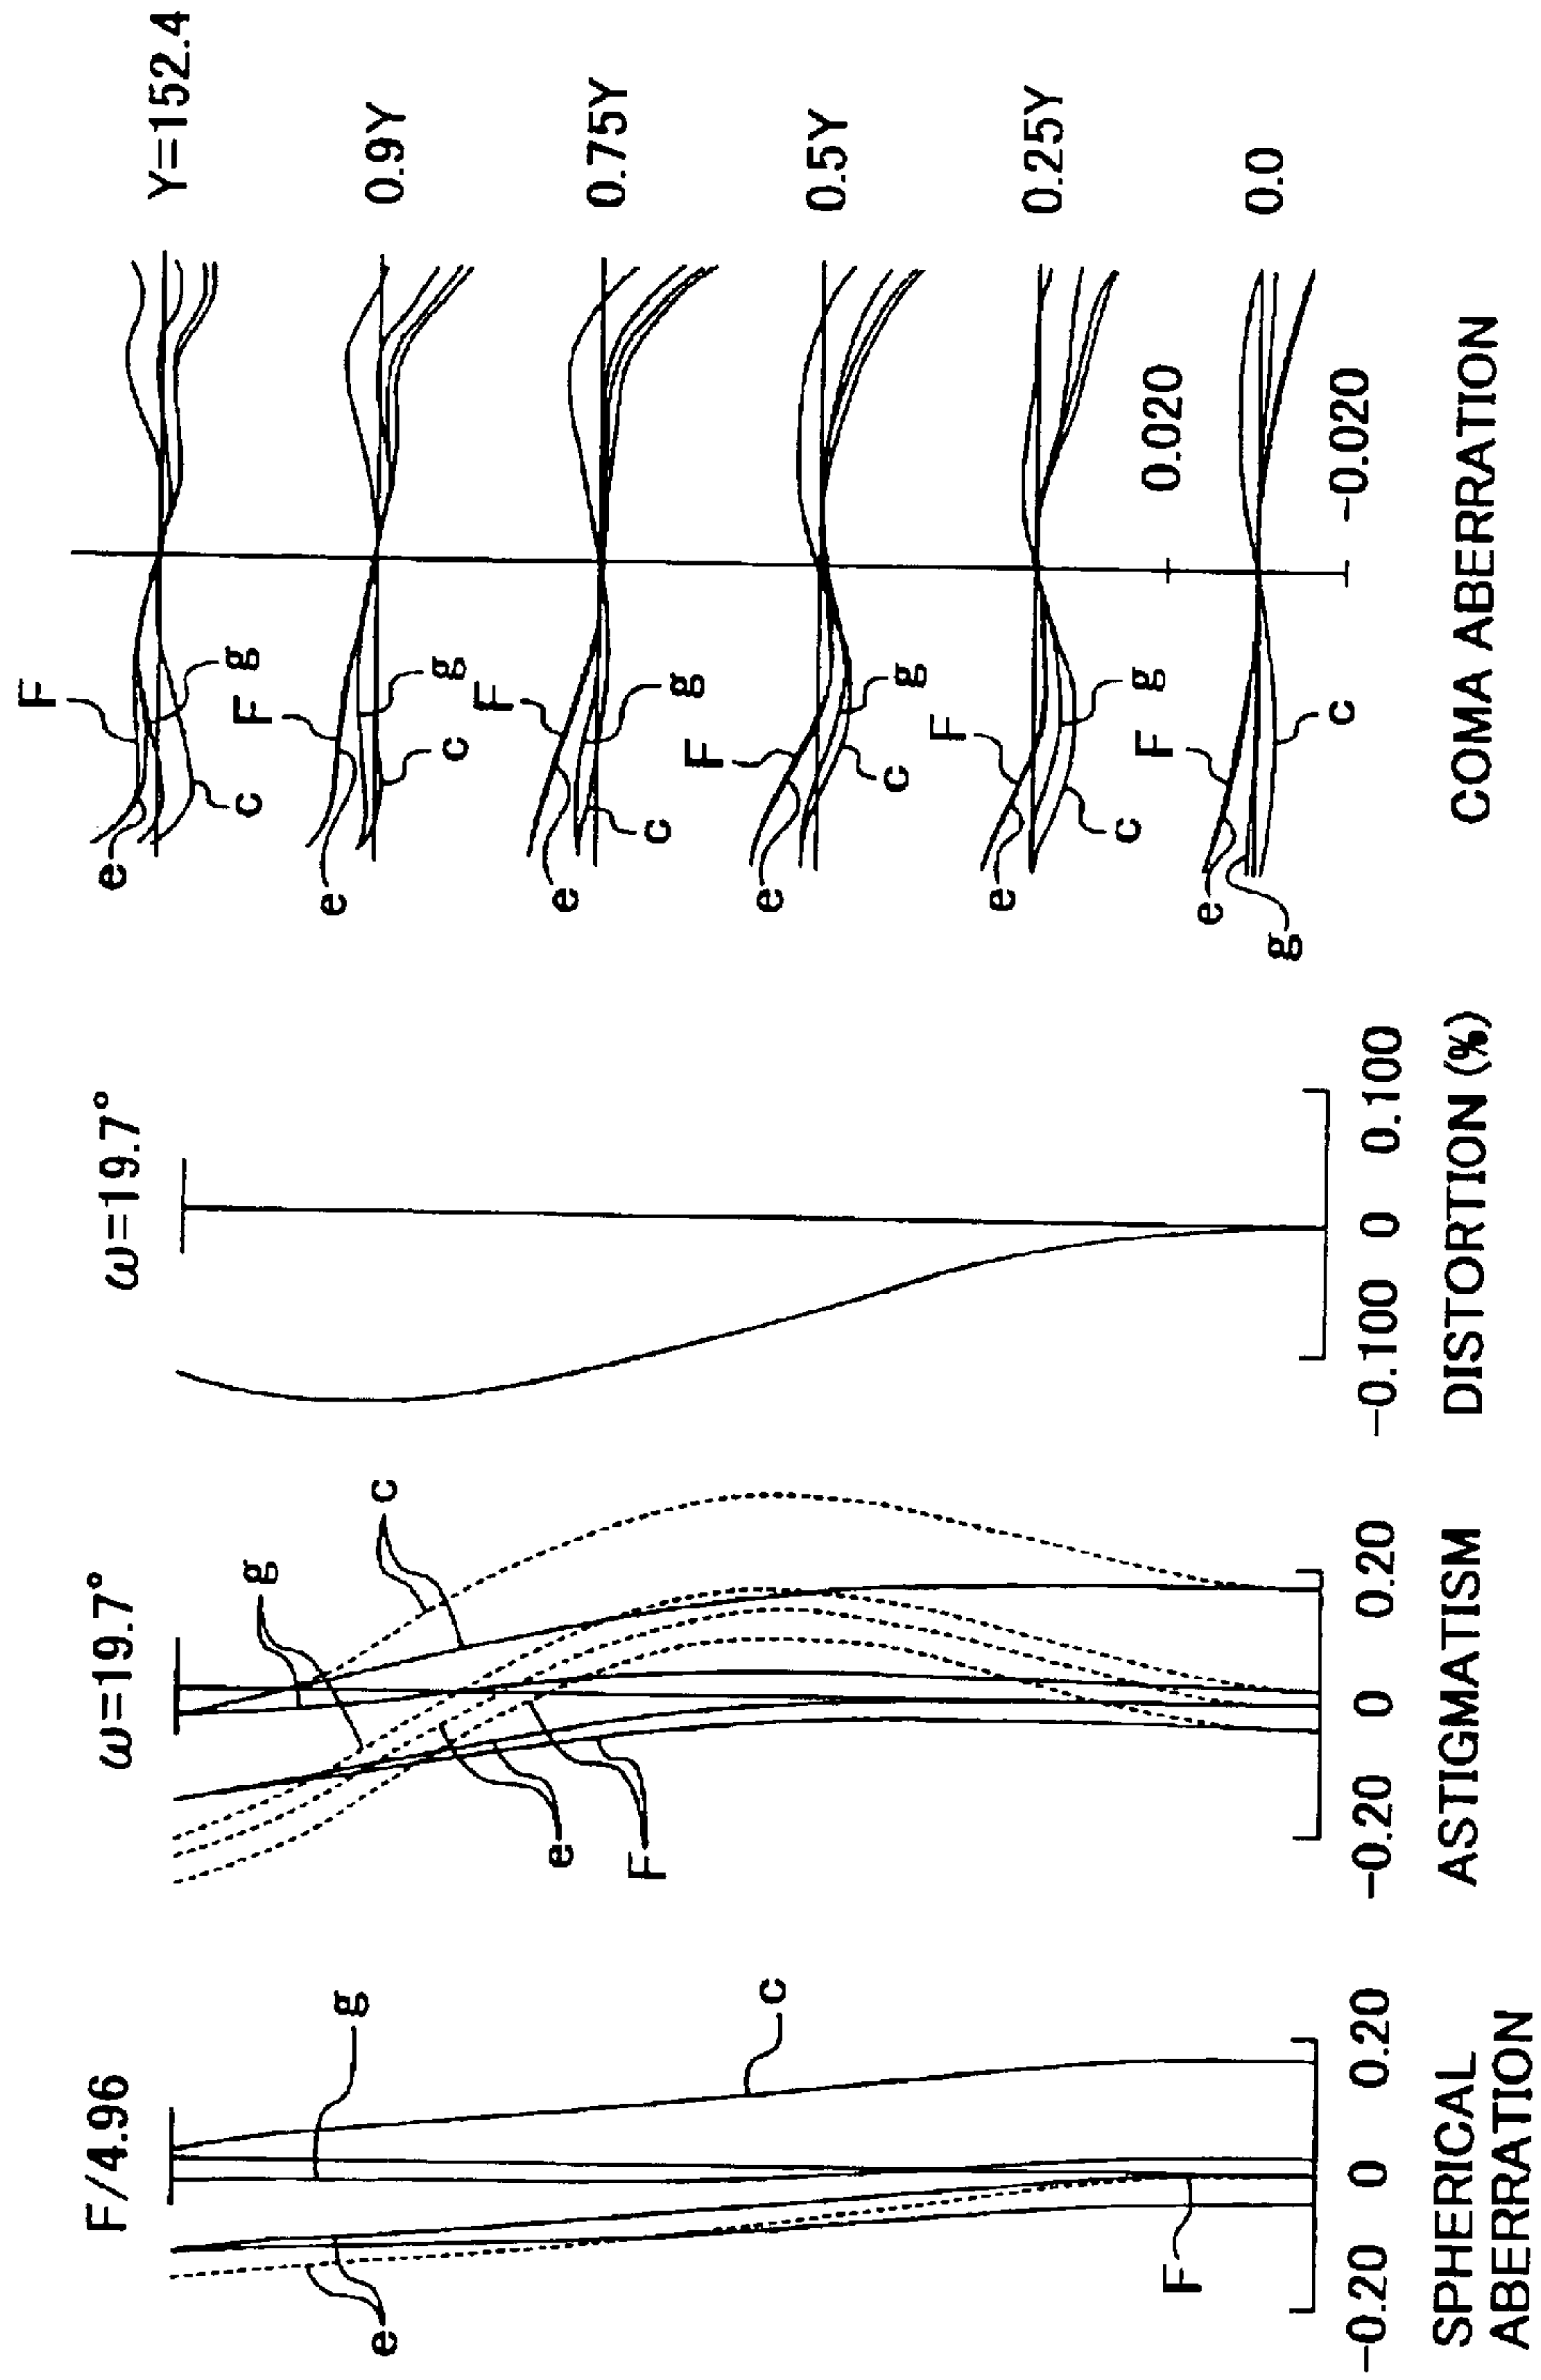 F/4.96
g
c
e
F
-0.20 0 0.20
SPHERICAL
ABERRATION
ω=19.7°
g
c
e
F
-0.20 0 0.20
ASTIGMATISM
ω=19.7°
-0.100 0 0.100
DISTORTION (%)
F
e
g
c
Y=152.4
F
e
g
c
0.9Y
F
e
g
c
0.75Y
F
e
g
c
0.5Y
F
e
g
c
0.25Y
0.020
F
e
g
c
0.0
-0.020
COMA ABERRATION